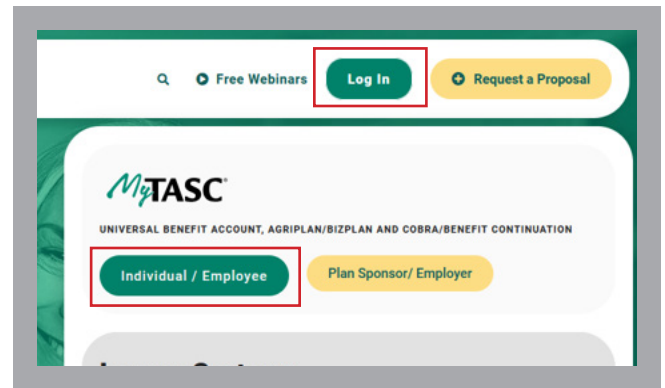 Free Webinars
Log In
Request a Proposal
MyTASC®
UNIVERSAL BENEFIT ACCOUNT, AGRIPLAN/BIZPLAN AND COBRA/BENEFIT CONTINUATION
Individual / Employee
Plan Sponsor/ Employer